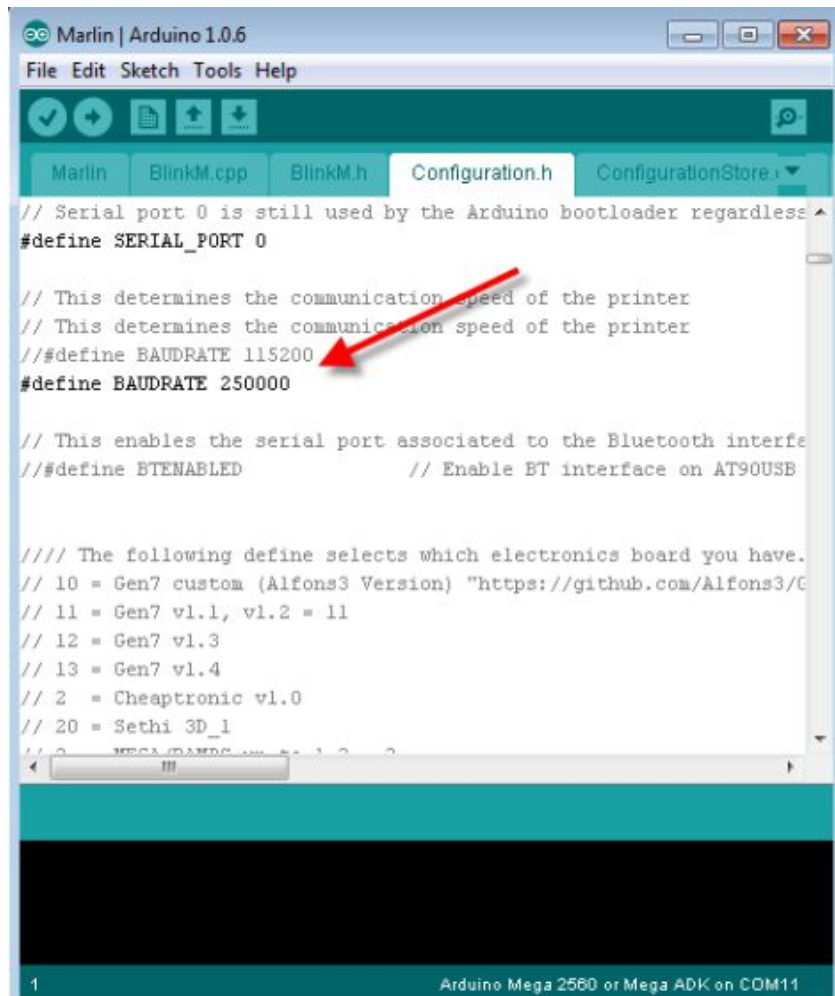 Marlin | Arduino 1.0.6
File Edit Sketch Tools Help
Marlin BlinkM.cpp BlinkM.h Configuration.h ConfigurationStore.
// Serial port 0 is still used by the Arduino bootloader regardless
#define SERIAL_PORT 0
// This determines the communication speed of the printer
// This determines the communication speed of the printer
//#define BAUDRATE 115200
#define BAUDRATE 250000
// This enables the serial port associated to the Bluetooth interfa
//#define BTENABLED // Enable BT interface on AT90USB
//// The following define selects which electronics board you have.
// 10 = Gen7 custom (Alfons3 Version) "https://github.com/Alfons3/G
// 11 = Gen7 v1.1, v1.2 = 11
// 12 = Gen7 v1.3
// 13 = Gen7 v1.4
// 2 = Cheaptronic v1.0
// 20 = Sethi 3D_1
1 Arduino Mega 2560 or Mega ADK on COM11